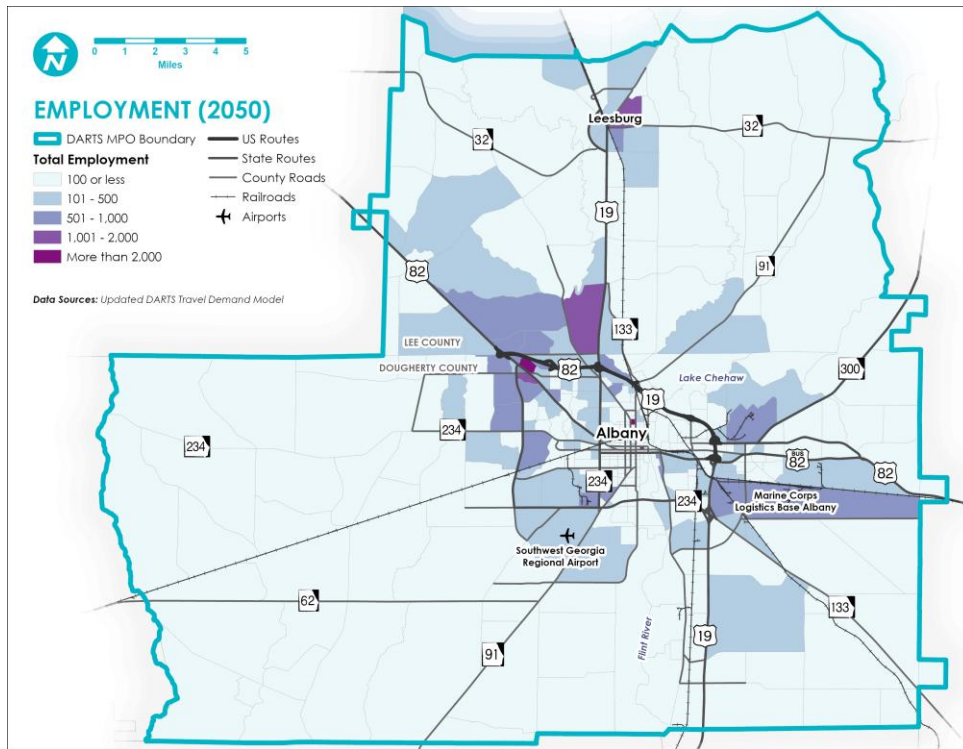 N
0 1 2 3 4 5
Miles
EMPLOYMENT (2050)
DARTS MPO Boundary
Total Employment
100 or less
101 - 500
501 - 1,000
1,001 - 2,000
More than 2,000
US Routes
State Routes
County Roads
Railroads
Airports
Data Sources: Updated DARTS Travel Demand Model
Leesburg
32
32
19
82
91
133
LEE COUNTY
DOUGHERTY COUNTY
82
Lake Chehaw
300
19
234
234
Albany
BUS
82
82
234
234
Marine Corps
Logistics Base Albany
Southwest Georgia
Regional Airport
62
133
Flint River
19
91